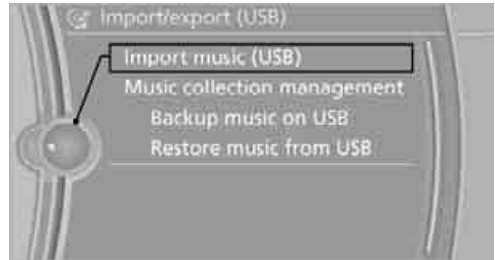 Import/export (USB)
Import music (USB)
Music collection management
Backup music on USB
Restore music from USB